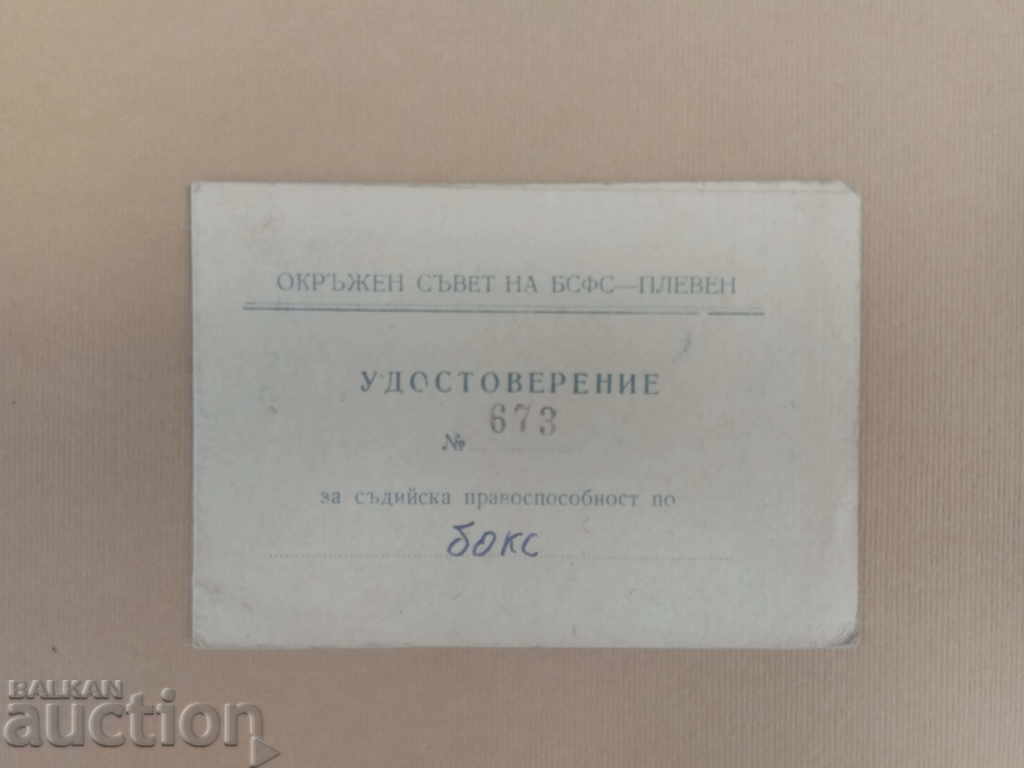 ОКРЪЖЕН СЪВЕТ НА БСФС—ПЛЕВЕН
УДОСТОВЕРЕНИЕ
№ 673
за съдийска правоспособност по
бокс
BALKAN
auction